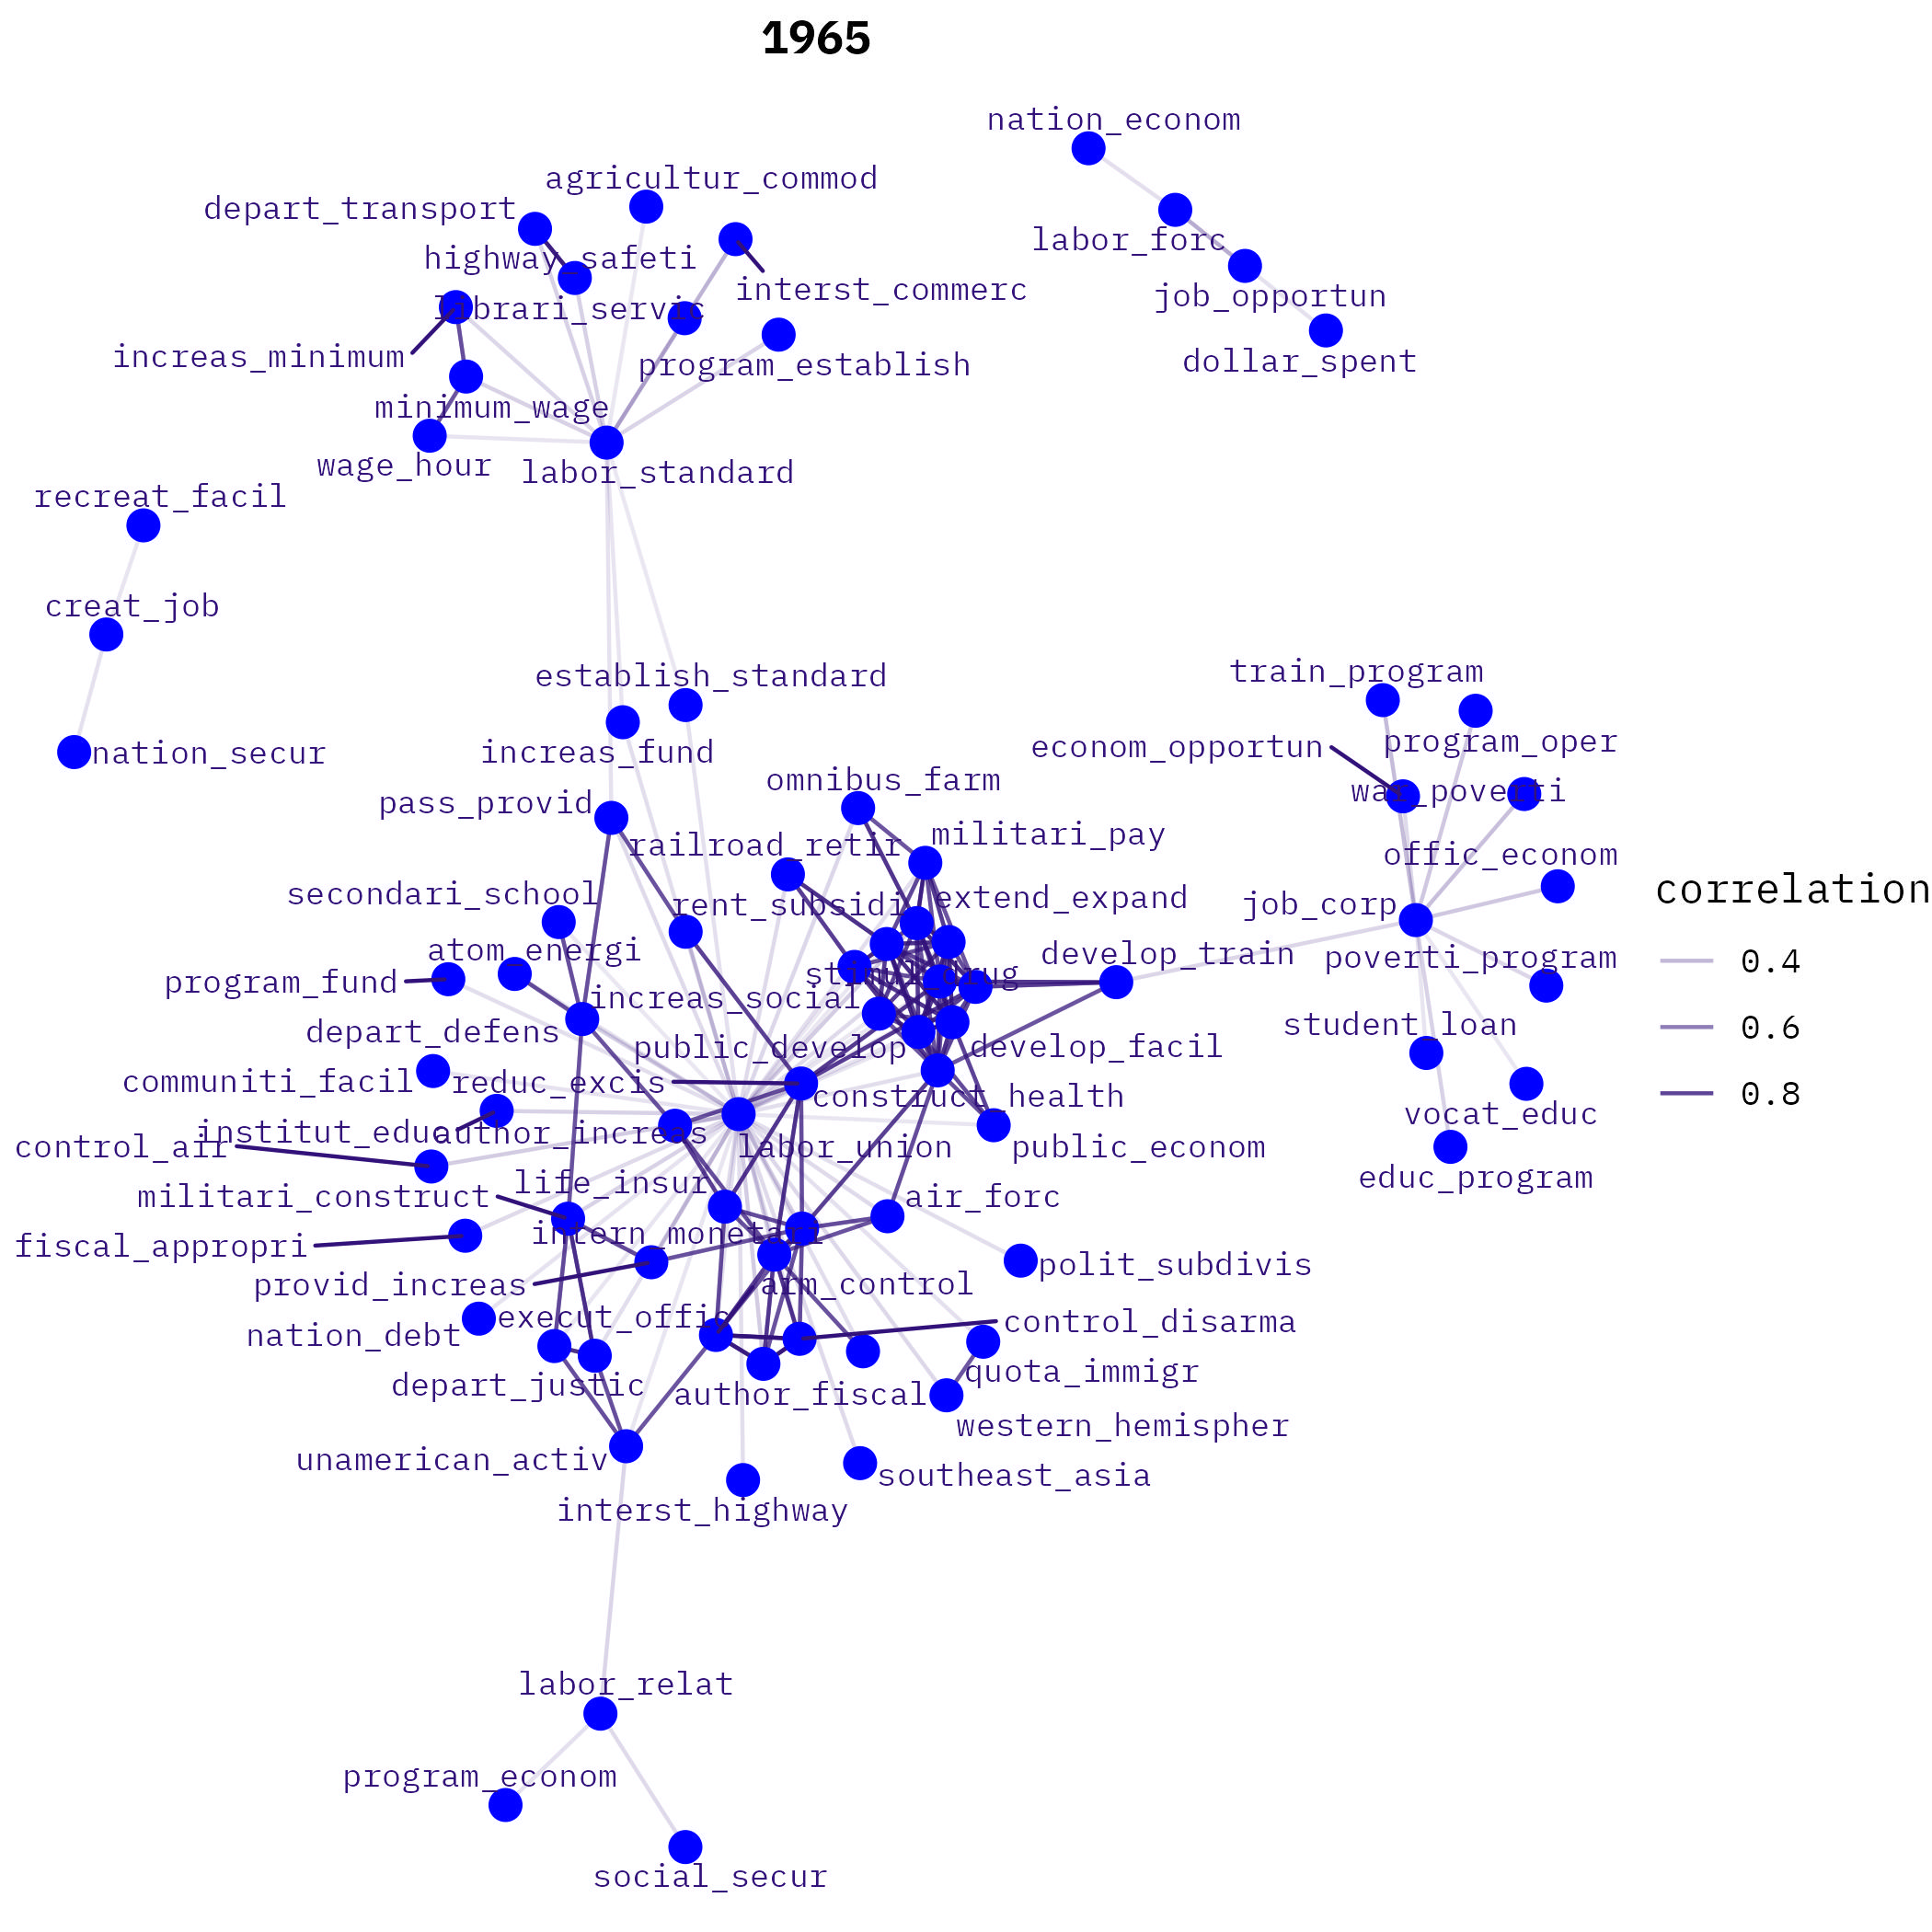 1965
nation_econom
agricultur_commod
depart_transport
labor_forc
highway_safeti
interst_commerc
job_opportun
librari_servic
increas_minimum
program_establish
dollar_spent
minimum_wage
wage_hour
labor_standard
recreat_facil
creat_job
establish_standard
train_program
increas_fund
nation_secur
econom_opportun
program_oper
omnibus_farm
war_poverti
pass_provid
railroad_retir
militari_pay
offic_econom
correlation
secondari_school
rent_subsidi
extend_expand
job_corp
atom_energi
develop_train
poverti_program
0.4
program_fund
stimul_drug
increas_social
depart_defens
student_loan
0.6
public_develop
develop_facil
communiti_facil
reduc_excis
construct_health
0.8
vocat_educ
institut_educ
author_increas
control_air
labor_union
public_econom
educ_program
life_insur
militari_construct
air_forc
fiscal_appropri
intern_monetari
polit_subdivis
provid_increas
arm_control
execut_offic
control_disarma
nation_debt
quota_immigr
depart_justic
author_fiscal
western_hemispher
unamerican_activ
southeast_asia
interst_highway
labor_relat
program_econom
social_secur